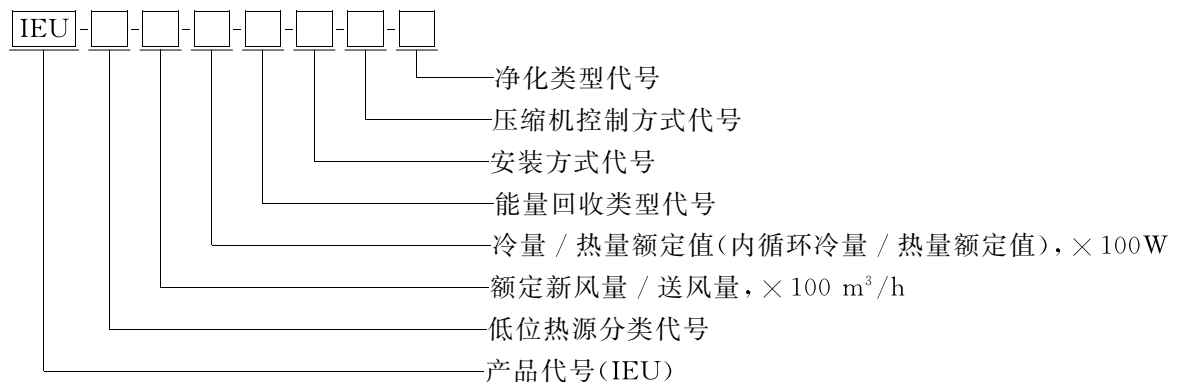 IEU-□-□-□-□-□-□-□
净化类型代号
压缩机控制方式代号
安装方式代号
能量回收类型代号
冷量/热量额定值(内循环冷量/热量额定值),×100W
额定新风量/送风量,×100 m³/h
低位热源分类代号
产品代号(IEU)